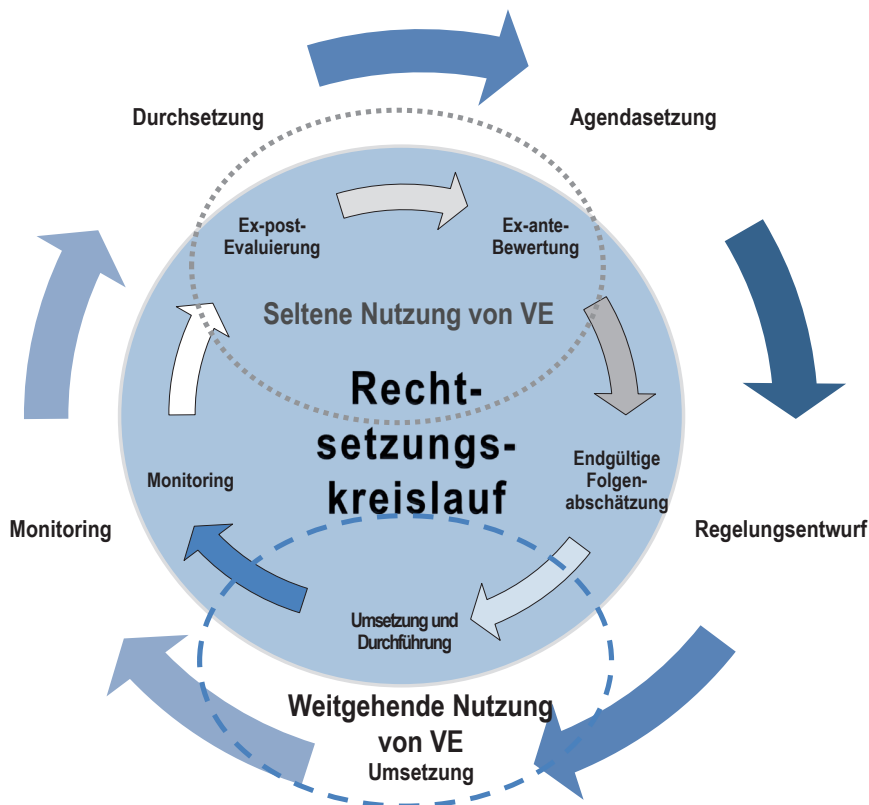 Durchsetzung
Agendasetzung
Ex-post-
Evaluierung
Ex-ante-
Bewertung
Seltene Nutzung von VE
Recht-
setzungs-
kreislauf
Monitoring
Endgültige
Folgen-
abschätzung
Monitoring
Regelungsentwurf
Umsetzung und
Durchführung
Weitgehende Nutzung
von VE
Umsetzung